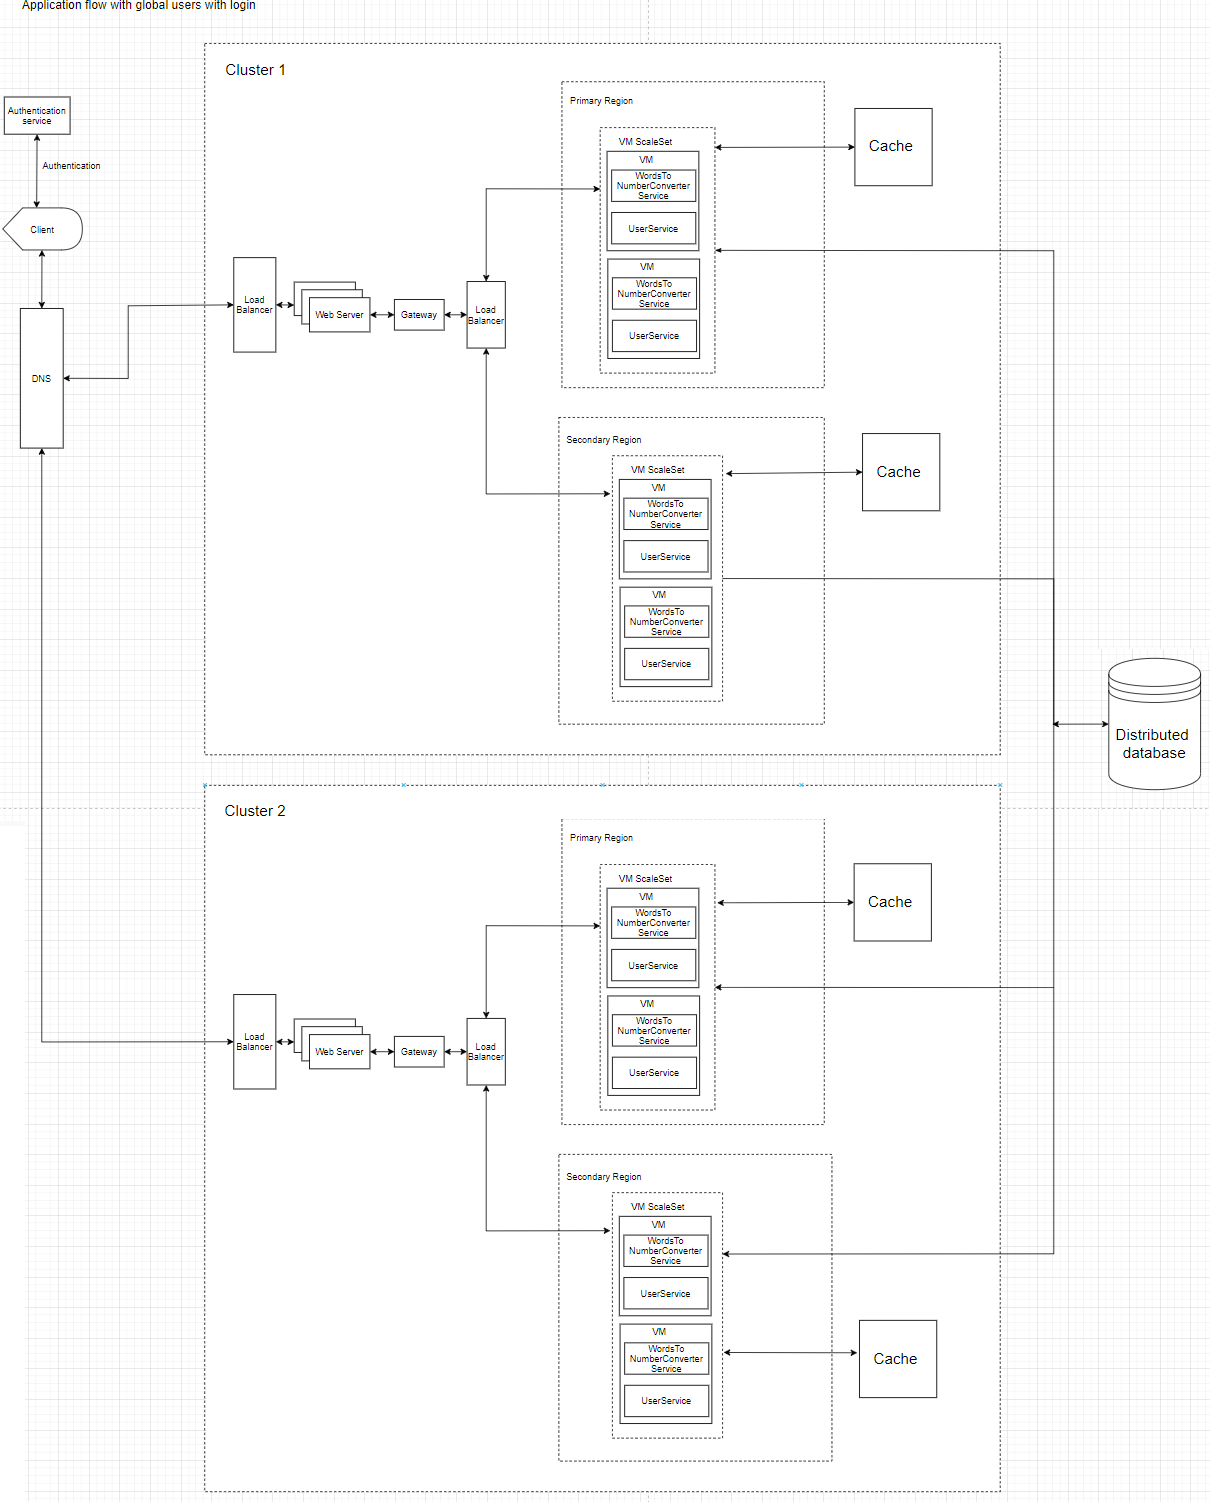 Application flow with global users with login
Cluster 1
Authentication
service
Authentication
Client
DNS
Load
Balancer
Web Server
Gateway
Load
Balancer
Primary Region
VM ScaleSet
VM
WordsTo
NumberConverter
Service
UserService
VM
WordsTo
NumberConverter
Service
UserService
Cache
Secondary Region
VM ScaleSet
VM
WordsTo
NumberConverter
Service
UserService
VM
WordsTo
NumberConverter
Service
UserService
Cache
Distributed
database
Cluster 2
Load
Balancer
Web Server
Gateway
Load
Balancer
Primary Region
VM ScaleSet
VM
WordsTo
NumberConverter
Service
UserService
VM
WordsTo
NumberConverter
Service
UserService
Cache
Secondary Region
VM ScaleSet
VM
WordsTo
NumberConverter
Service
UserService
VM
WordsTo
NumberConverter
Service
UserService
Cache